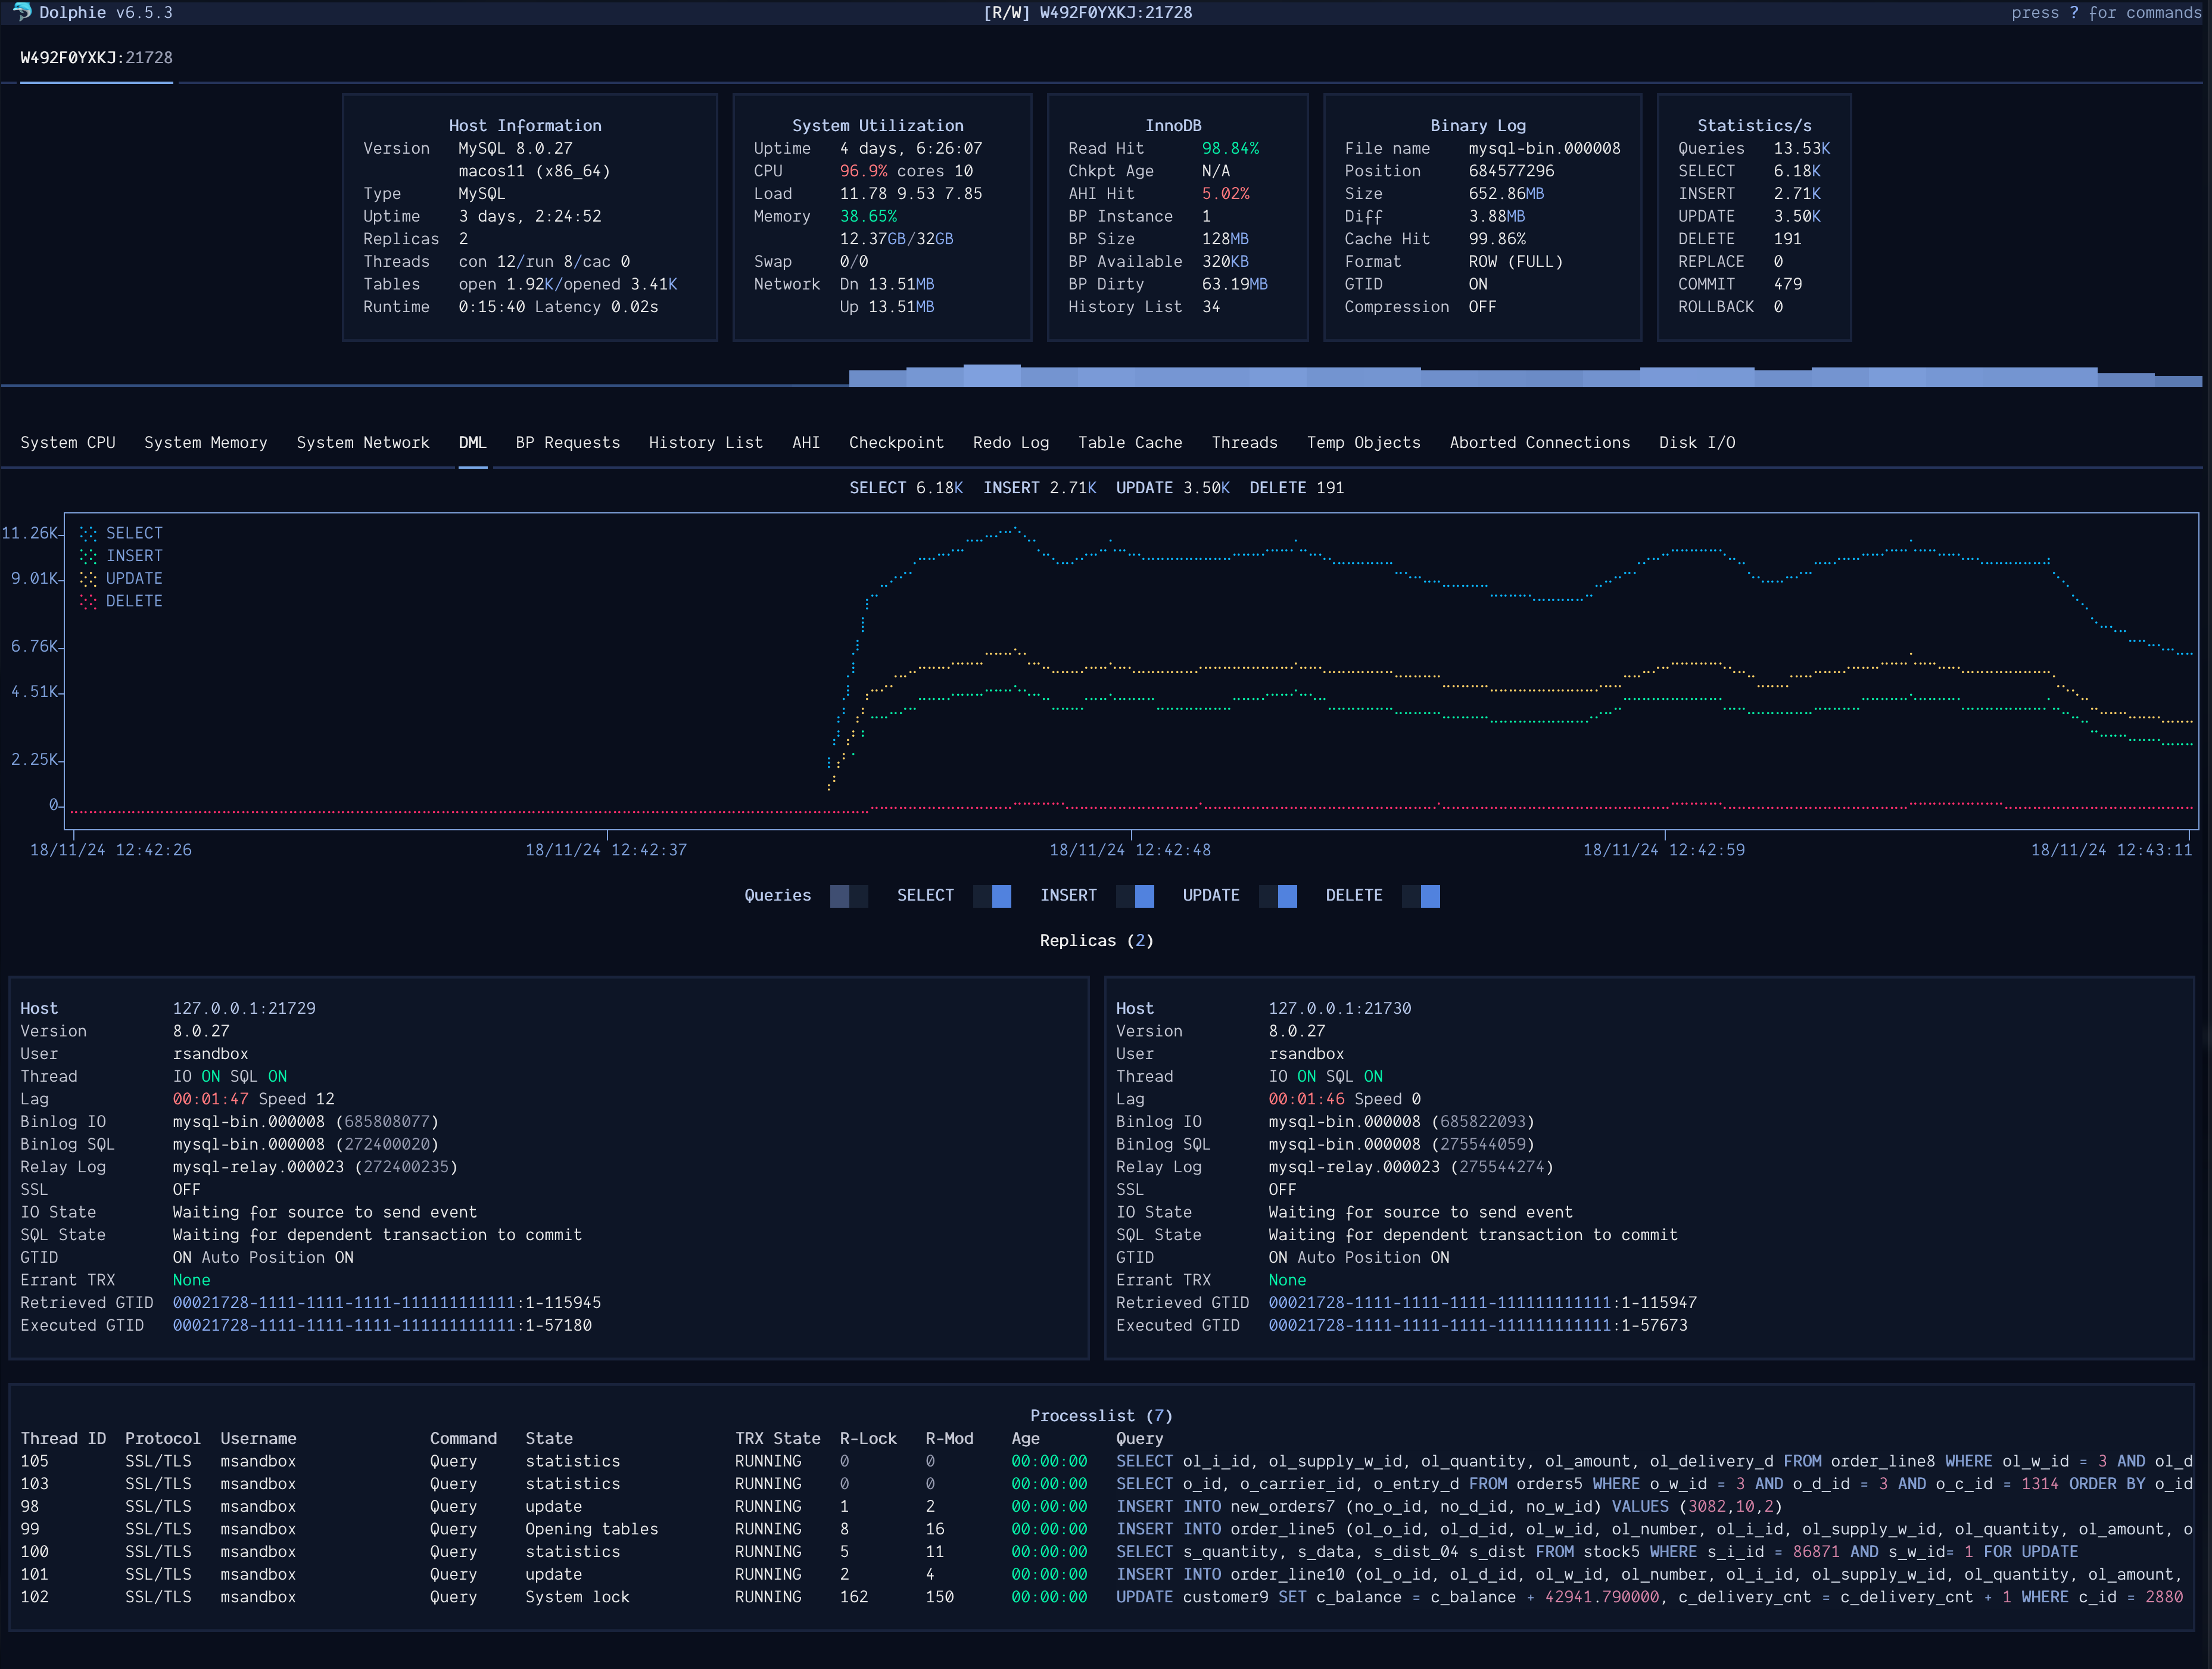 🐬 Dolphie v6.5.3 [R/W] W492F0YXKJ:21728 press ? for commands
W492F0YXKJ:21728
Host Information
Version MySQL 8.0.27
macos11 (x86_64)
Type MySQL
Uptime 3 days, 2:24:52
Replicas 2
Threads con 12/run 8/cac 0
Tables open 1.92K/opened 3.41K
Runtime 0:15:40 Latency 0.02s
System Utilization
Uptime 4 days, 6:26:07
CPU 96.9% cores 10
Load 11.78 9.53 7.85
Memory 38.65%
12.37GB/32GB
Swap 0/0
Network Dn 13.51MB
Up 13.51MB
InnoDB
Read Hit 98.84%
Chkpt Age N/A
AHI Hit 5.02%
BP Instance 1
BP Size 128MB
BP Available 320KB
BP Dirty 63.19MB
History List 34
Binary Log
File name mysql-bin.000008
Position 684577296
Size 652.86MB
Diff 3.88MB
Cache Hit 99.86%
Format ROW (FULL)
GTID ON
Compression OFF
Statistics/s
Queries 13.53K
SELECT 6.18K
INSERT 2.71K
UPDATE 3.50K
DELETE 191
REPLACE 0
COMMIT 479
ROLLBACK 0
System CPU System Memory System Network DML BP Requests History List AHI Checkpoint Redo Log Table Cache Threads Temp Objects Aborted Connections Disk I/O
SELECT 6.18K INSERT 2.71K UPDATE 3.50K DELETE 191
11.26K
9.01K
6.76K
4.51K
2.25K
0
SELECT
INSERT
UPDATE
DELETE
18/11/24 12:42:26 18/11/24 12:42:37 18/11/24 12:42:48 18/11/24 12:42:59 18/11/24 12:43:11
Queries SELECT INSERT UPDATE DELETE
Replicas (2)
Host 127.0.0.1:21729
Version 8.0.27
User rsandbox
Thread IO ON SQL ON
Lag 00:01:47 Speed 12
Binlog IO mysql-bin.000008 (685808077)
Binlog SQL mysql-bin.000008 (272400020)
Relay Log mysql-relay.000023 (272400235)
SSL OFF
IO State Waiting for source to send event
SQL State Waiting for dependent transaction to commit
GTID ON Auto Position ON
Errant TRX None
Retrieved GTID 00021728-1111-1111-1111-111111111111:1-115945
Executed GTID 00021728-1111-1111-1111-111111111111:1-57180
Host 127.0.0.1:21730
Version 8.0.27
User rsandbox
Thread IO ON SQL ON
Lag 00:01:46 Speed 0
Binlog IO mysql-bin.000008 (685822093)
Binlog SQL mysql-bin.000008 (275544059)
Relay Log mysql-relay.000023 (275544274)
SSL OFF
IO State Waiting for source to send event
SQL State Waiting for dependent transaction to commit
GTID ON Auto Position ON
Errant TRX None
Retrieved GTID 00021728-1111-1111-1111-111111111111:1-115947
Executed GTID 00021728-1111-1111-1111-111111111111:1-57673
Processlist (7)
Thread ID Protocol Username Command State TRX State R-Lock R-Mod Age Query
105 SSL/TLS msandbox Query statistics RUNNING 0 0 00:00:00 SELECT ol_i_id, ol_supply_w_id, ol_quantity, ol_amount, ol_delivery_d FROM order_line8 WHERE ol_w_id = 3 AND ol_d
103 SSL/TLS msandbox Query statistics RUNNING 0 0 00:00:00 SELECT o_id, o_carrier_id, o_entry_d FROM orders5 WHERE o_w_id = 3 AND o_d_id = 3 AND o_c_id = 1314 ORDER BY o_id
98 SSL/TLS msandbox Query update RUNNING 1 2 00:00:00 INSERT INTO new_orders7 (no_o_id, no_d_id, no_w_id) VALUES (3082,10,2)
99 SSL/TLS msandbox Query Opening tables RUNNING 8 16 00:00:00 INSERT INTO order_line5 (ol_o_id, ol_d_id, ol_w_id, ol_number, ol_i_id, ol_supply_w_id, ol_quantity, ol_amount, o
100 SSL/TLS msandbox Query statistics RUNNING 5 11 00:00:00 SELECT s_quantity, s_data, s_dist_04 s_dist FROM stock5 WHERE s_i_id = 86871 AND s_w_id= 1 FOR UPDATE
101 SSL/TLS msandbox Query update RUNNING 2 4 00:00:00 INSERT INTO order_line10 (ol_o_id, ol_d_id, ol_w_id, ol_number, ol_i_id, ol_supply_w_id, ol_quantity, ol_amount,
102 SSL/TLS msandbox Query System lock RUNNING 162 150 00:00:00 UPDATE customer9 SET c_balance = c_balance + 42941.790000, c_delivery_cnt = c_delivery_cnt + 1 WHERE c_id = 2880